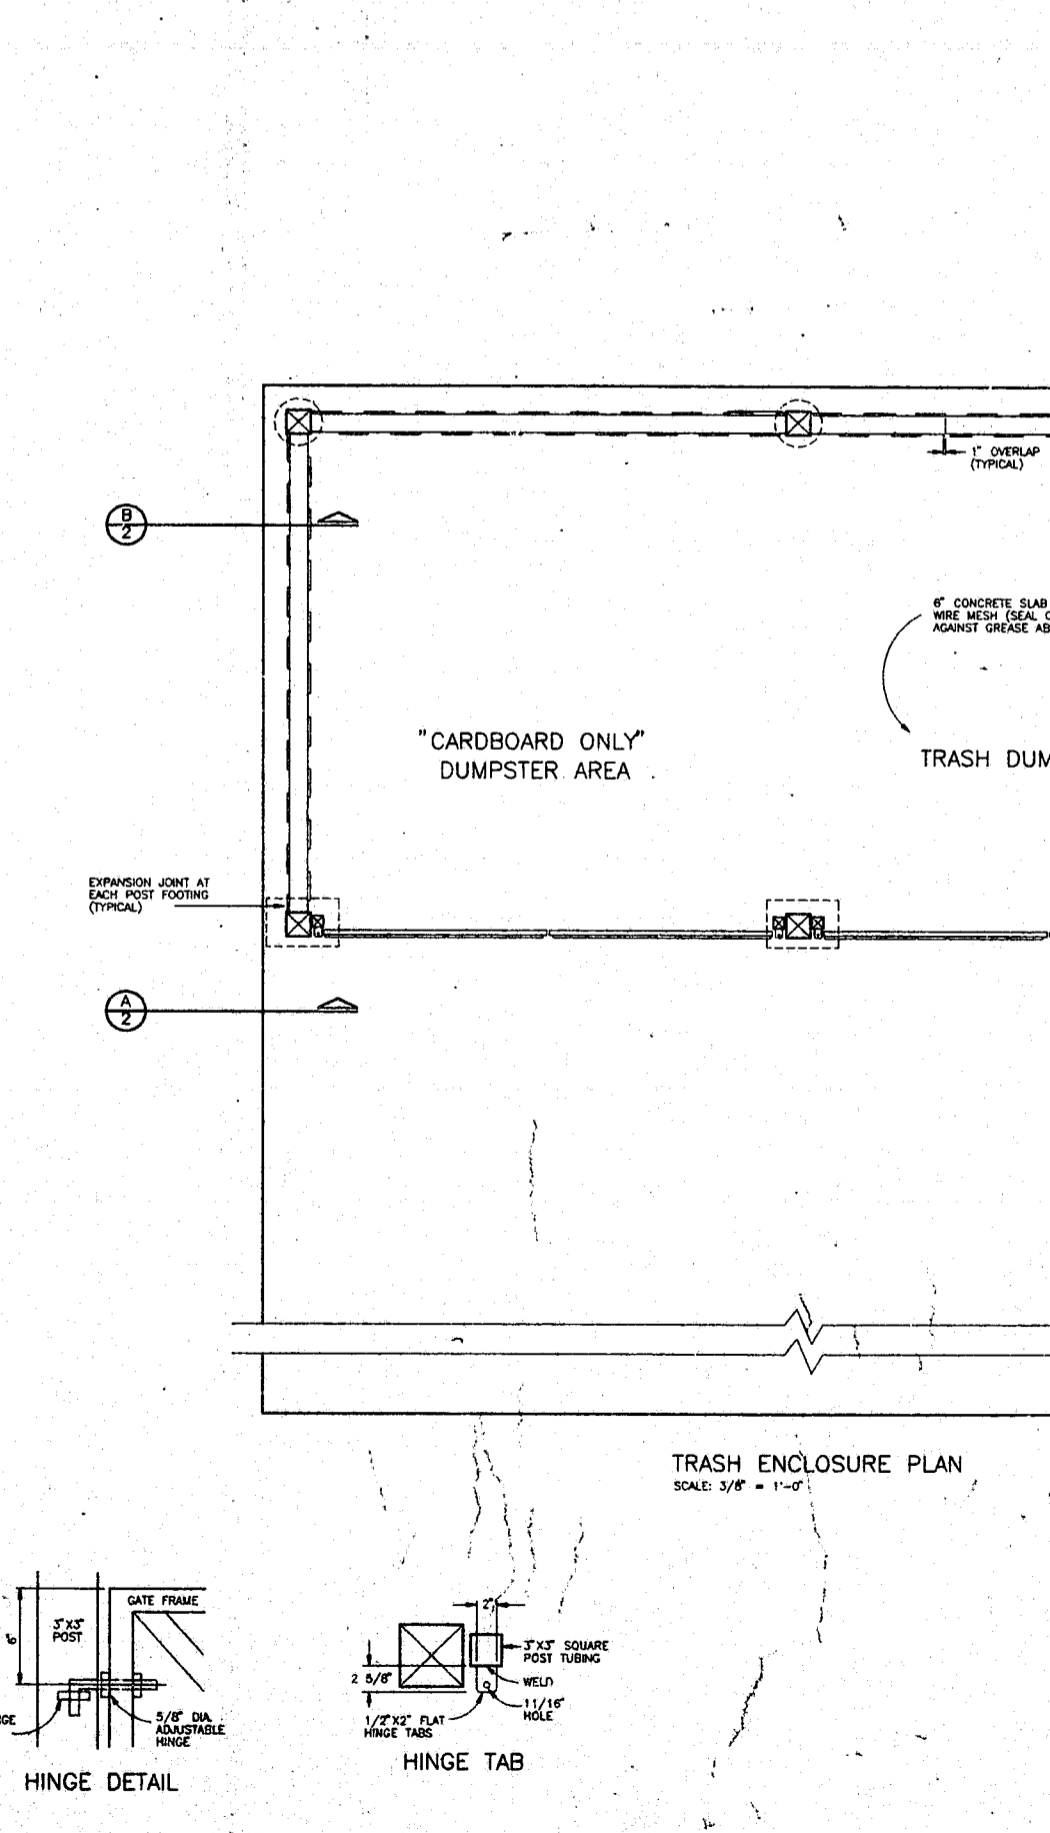 1" OVERLAP
(TYPICAL)
B
2
6" CONCRETE SLAB
WIRE MESH (SEAL
AGAINST GREASE
"CARDBOARD ONLY"
DUMPSTER AREA
TRASH
EXPANSION JOINT AT
EACH POST FOOTING
(TYPICAL)
A
2
TRASH ENCLOSURE PLAN
SCALE: 3/8" = 1'-0"
GATE FRAME
3"X3"
POST
6"
5/8" DIA.
ADJUSTABLE
HINGE
HINGE DETAIL
2"
3"X3" SQUARE
POST TUBING
2 5/8"
WELD
11/16"
HOLE
1/2"X2" FLAT
HINGE TABS
HINGE TAB